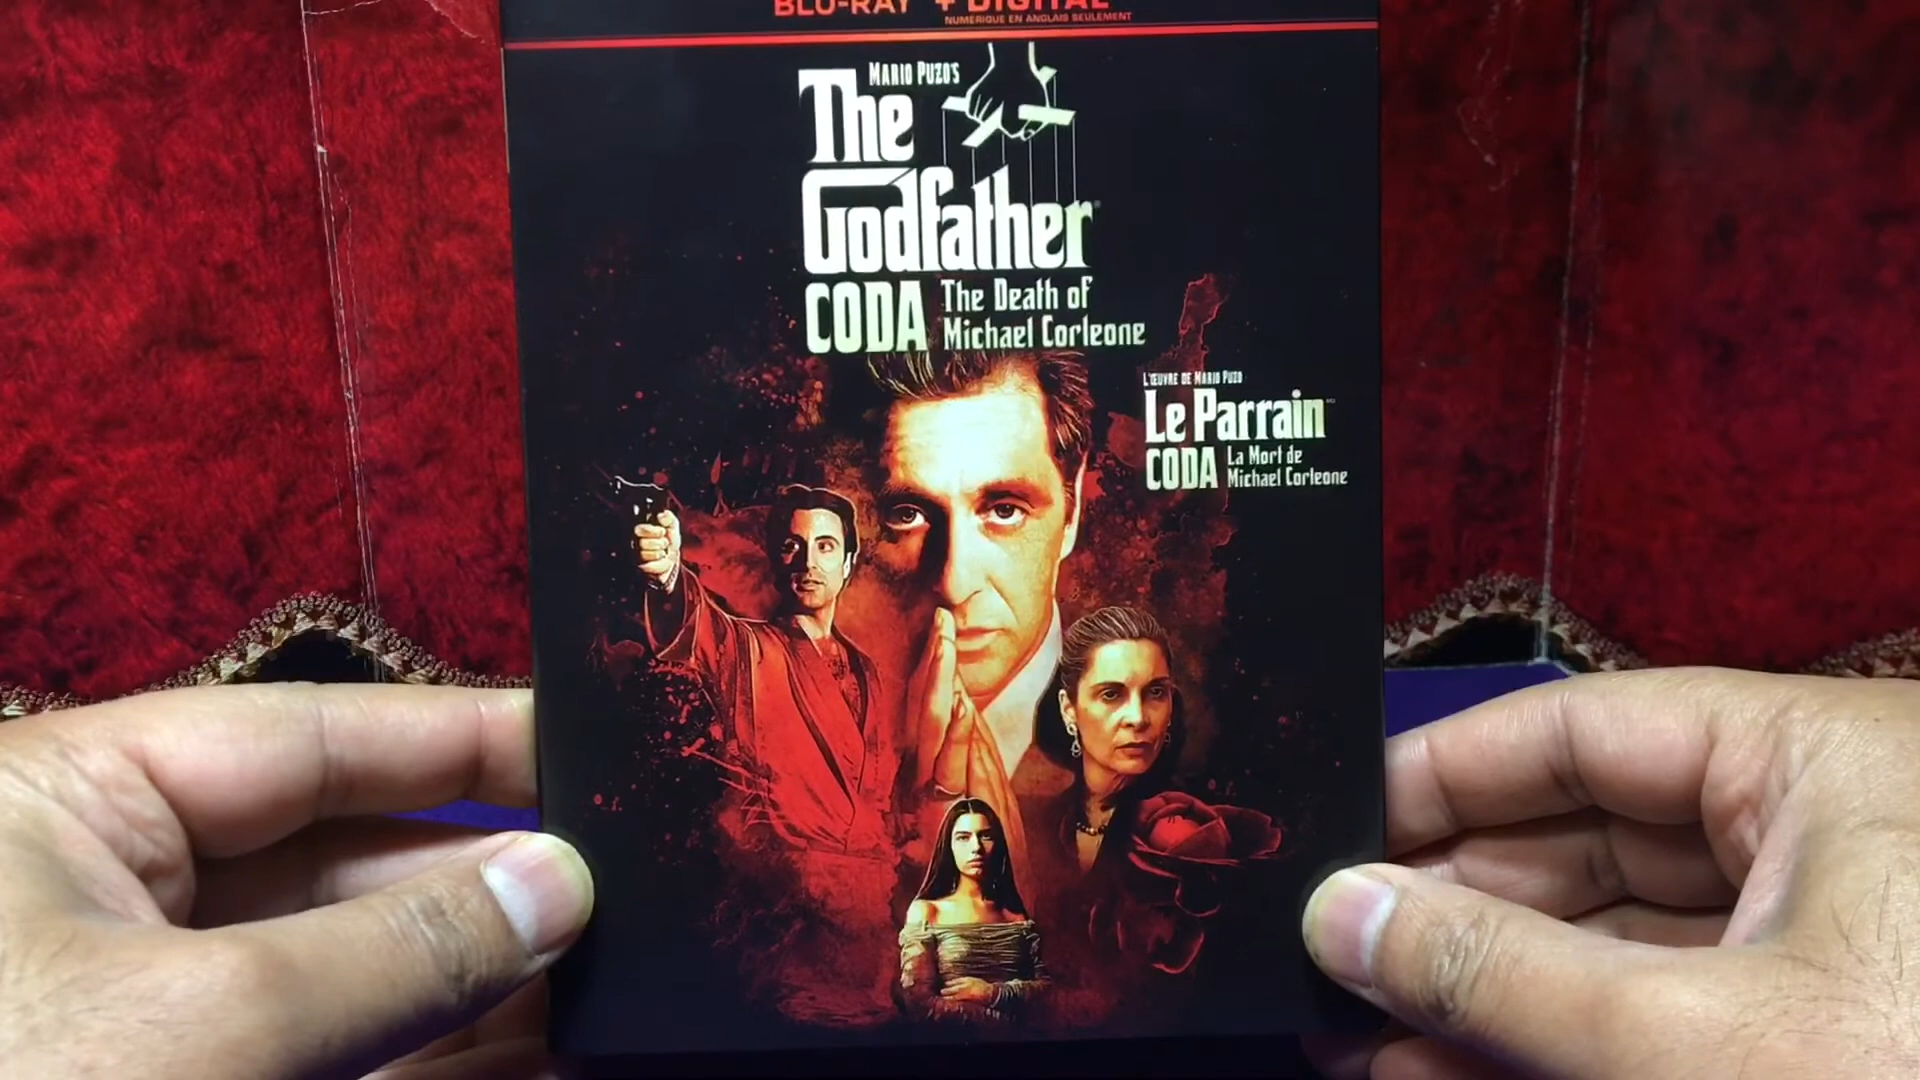 BLU-RAY + DIGITAL
NUMÉRIQUE EN ANGLAIS SEULEMENT
MARIO PUZO'S
The
Godfather
CODA The Death of
Michael Corleone
L'ŒUVRE DE MARIO PUZO
Le Parrain
CODA La Mort de
Michael Corleone